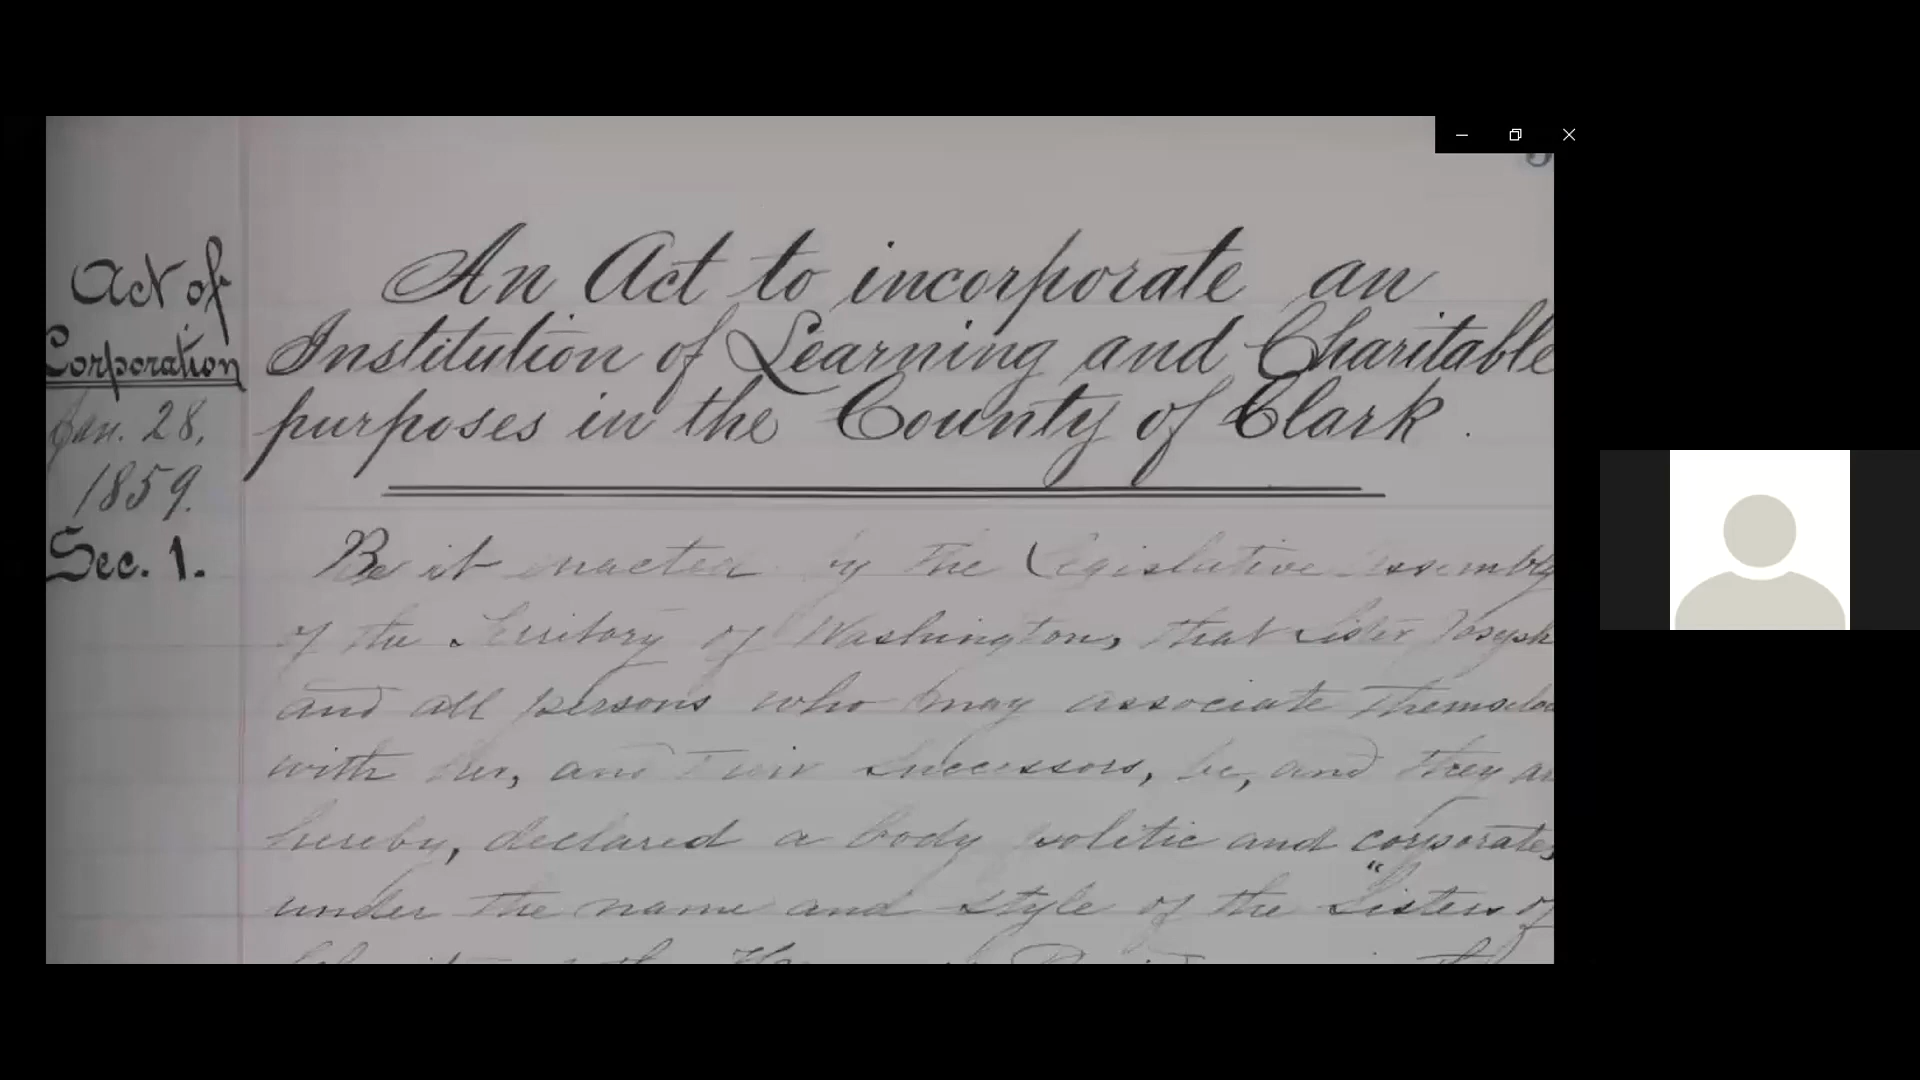 Act of
Corporation
Jan. 28,
1859.
Sec. 1.
An Act to incorporate an
Institution of Learning and Charitable
purposes in the County of Clark.
Be it enacted by the Legislative Assembly
of the Territory of Washington, that Sister Joseph
and all persons who may associate themselv
with her, and their successors, be, and they ar
hereby, declared a body politic and corporate,
under the name and style of the "Sisters of